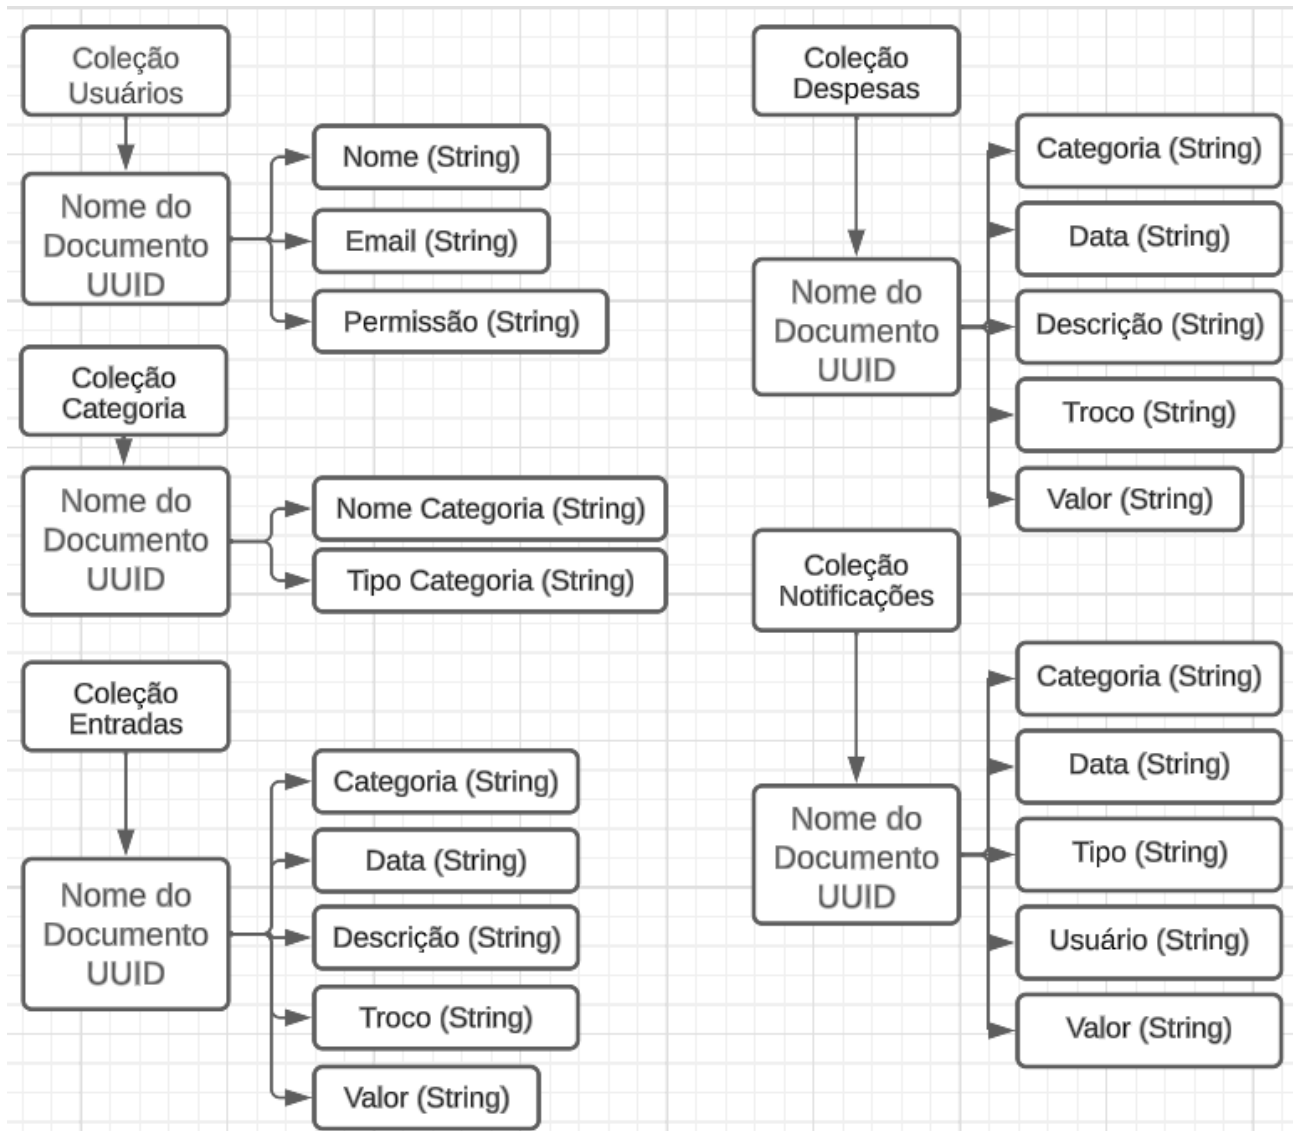 Coleção
Usuários
Nome do
Documento
UUID
Nome (String)
Email (String)
Permissão (String)
Coleção
Categoria
Nome do
Documento
UUID
Nome Categoria (String)
Tipo Categoria (String)
Coleção
Entradas
Nome do
Documento
UUID
Categoria (String)
Data (String)
Descrição (String)
Troco (String)
Valor (String)
Coleção
Despesas
Nome do
Documento
UUID
Categoria (String)
Data (String)
Descrição (String)
Troco (String)
Valor (String)
Coleção
Notificações
Nome do
Documento
UUID
Categoria (String)
Data (String)
Tipo (String)
Usuário (String)
Valor (String)